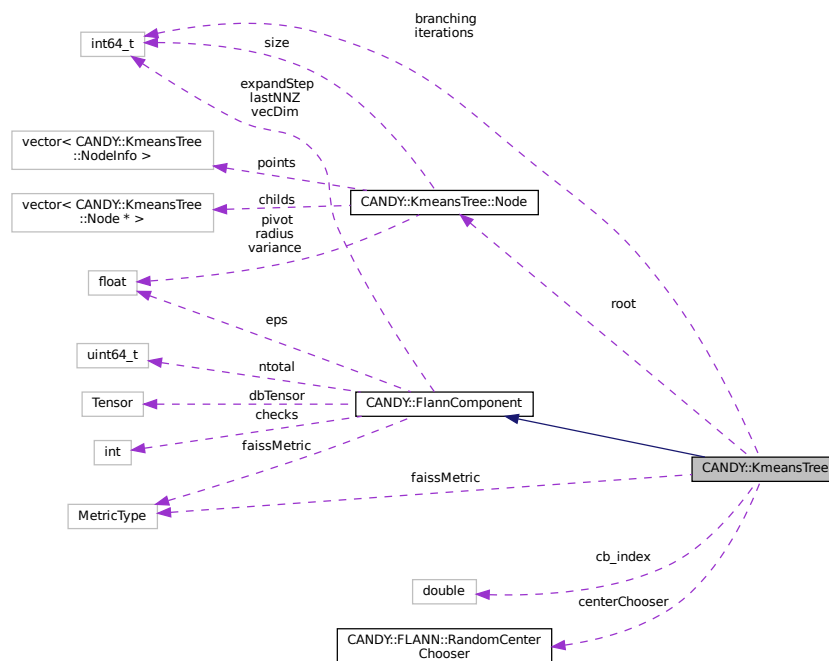 branching
iterations
int64_t
size
expandStep
lastNNZ
vecDim
vector< CANDY::KmeansTree
::NodeInfo >
points
vector< CANDY::KmeansTree
::Node * >
childs
CANDY::KmeansTree::Node
pivot
radius
variance
float
root
eps
uint64_t
ntotal
Tensor
dbTensor
CANDY::FlannComponent
checks
int
faissMetric
CANDY::KmeansTree
faissMetric
MetricType
cb_index
double
centerChooser
CANDY::FLANN::RandomCenter
Chooser